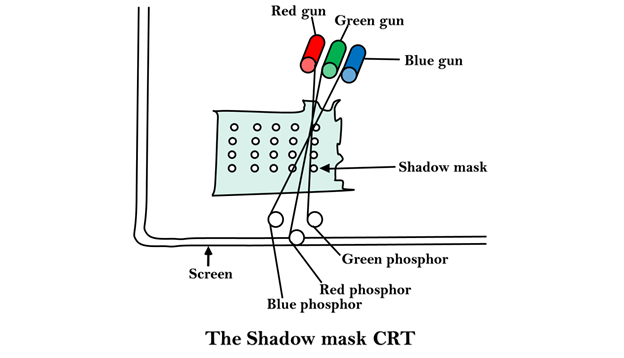 Red gun
Green gun
Blue gun
Shadow mask
Green phosphor
Screen
Red phosphor
Blue phosphor
The Shadow mask CRT